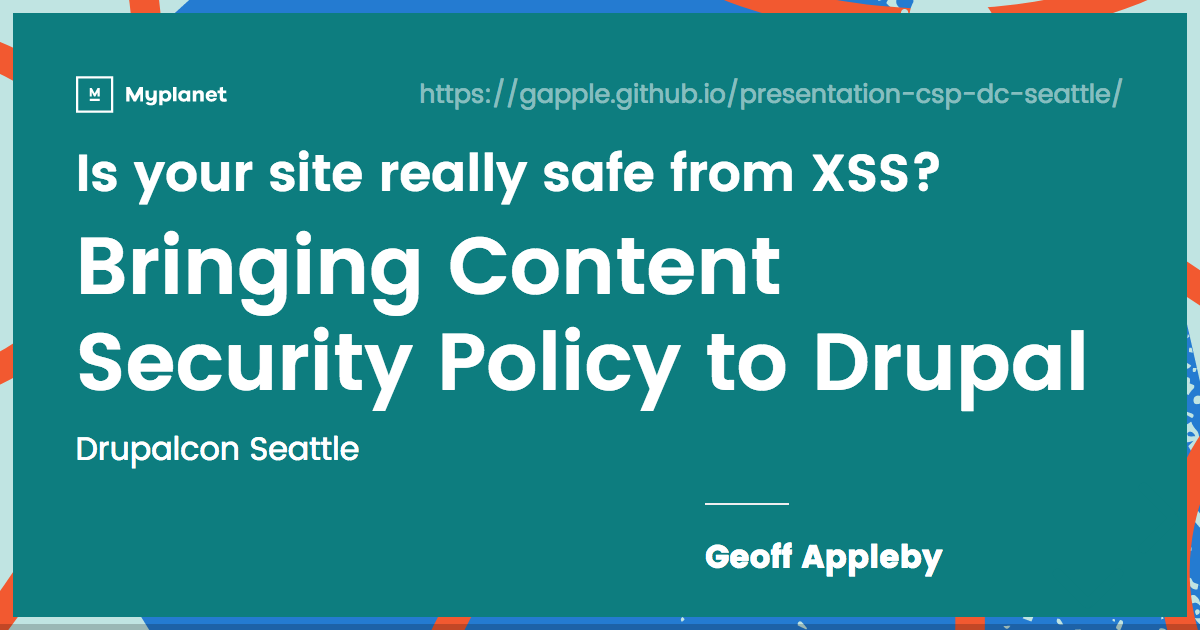 M
Myplanet
https://gapple.github.io/presentation-csp-dc-seattle/
Is your site really safe from XSS?
Bringing Content
Security Policy to Drupal
Drupalcon Seattle
Geoff Appleby